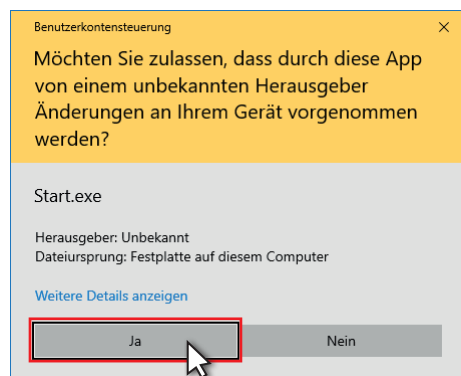 Benutzerkontensteuerung
Möchten Sie zulassen, dass durch diese App
von einem unbekannten Herausgeber
Änderungen an Ihrem Gerät vorgenommen
werden?
Start.exe
Herausgeber: Unbekannt
Dateiursprung: Festplatte auf diesem Computer
Weitere Details anzeigen
Ja Nein